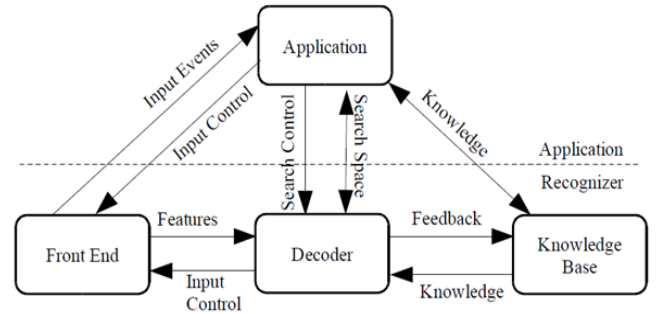 Application
Input Events
Input Control
Search Control
Search Space
Knowledge
Application
Recognizer
Front End
Features
Input
Control
Decoder
Feedback
Knowledge
Knowledge
Base